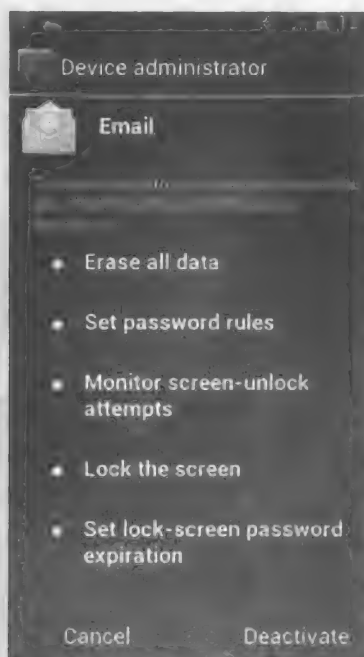 Device administrator
Email
Erase all data
Set password rules
Monitor screen-unlock
attempts
Lock the screen
Set lock-screen password
expiration
Cancel
Deactivate